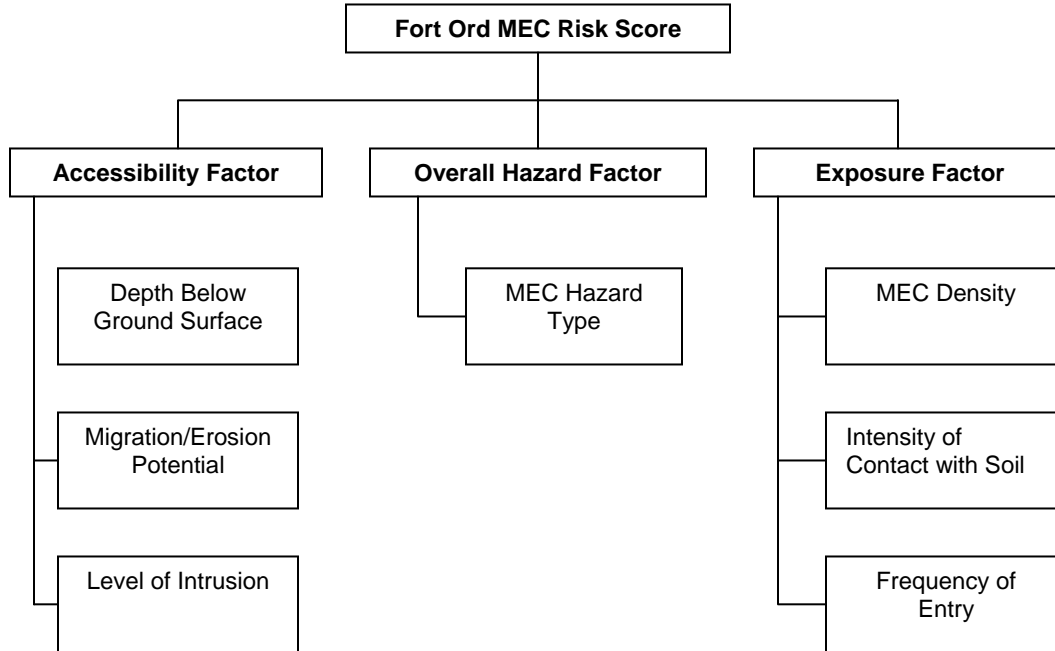 Fort Ord MEC Risk Score
Accessibility Factor
Overall Hazard Factor
Exposure Factor
Depth Below
Ground Surface
MEC Hazard
Type
MEC Density
Migration/Erosion
Potential
Intensity of
Contact with Soil
Level of Intrusion
Frequency of
Entry